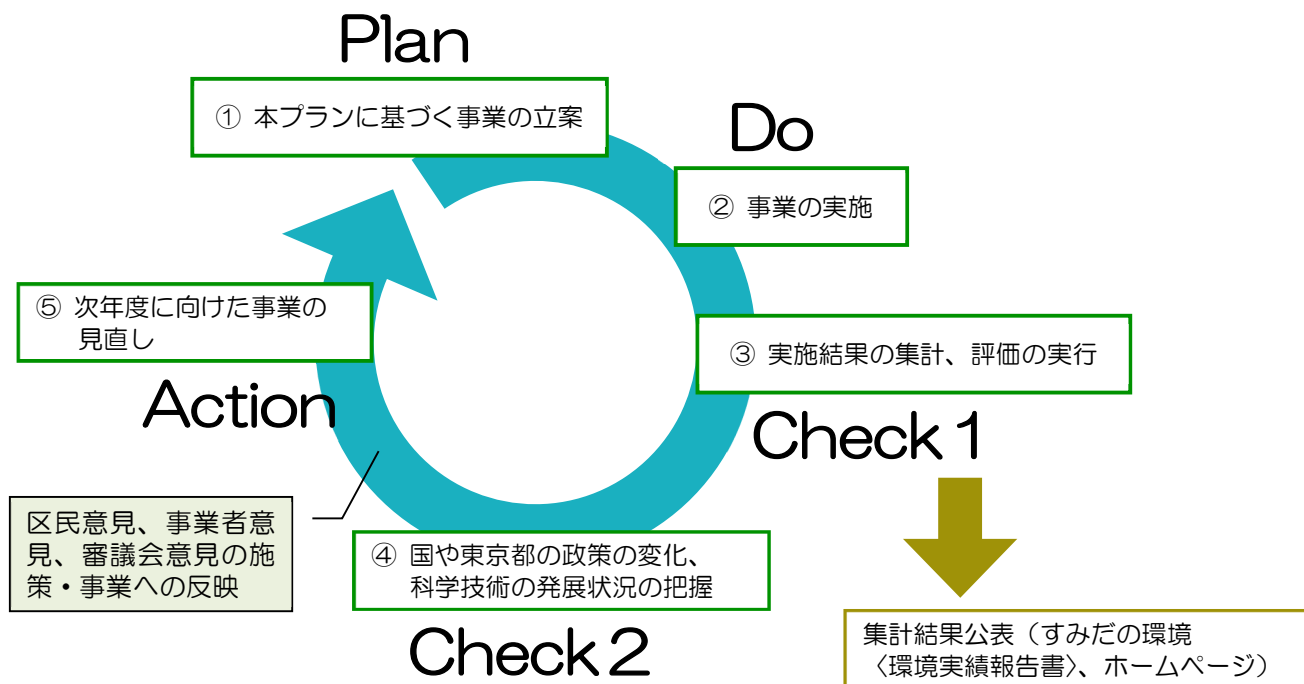 Plan
① 本プランに基づく事業の立案
Do
② 事業の実施
③ 実施結果の集計、評価の実行
Check1
集計結果公表（すみだの環境
〈環境実績報告書〉、ホームページ）
④ 国や東京都の政策の変化、
科学技術の発展状況の把握
Check2
区民意見、事業者意
見、審議会意見の施
策・事業への反映
⑤ 次年度に向けた事業の
見直し
Action